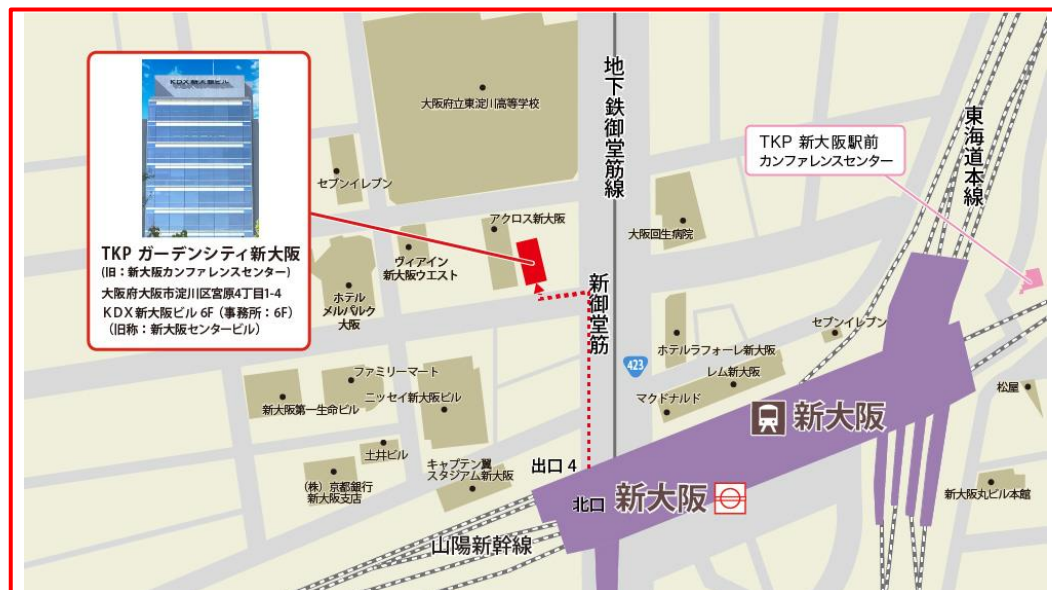 KDX新大阪ビル
TKP ガーデンシティ新大阪
(旧：新大阪カンファレンスセンター)
大阪府大阪市淀川区宮原4丁目1-4
KDX新大阪ビル 6F（事務所：6F）
（旧称：新大阪センタービル）
大阪府立東淀川高等学校
セブンイレブン
アクロス新大阪
ヴィアイン
新大阪ウエスト
ホテル
メルパルク
大阪
ファミリーマート
新大阪第一生命ビル
ニッセイ新大阪ビル
土井ビル
（株）京都銀行
新大阪支店
キャプテン翼
スタジアム新大阪
山陽新幹線
地下鉄御堂筋線
新御堂筋
423
大阪回生病院
ホテルラフォーレ新大阪
レム新大阪
マクドナルド
セブンイレブン
東海道本線
TKP 新大阪駅前
カンファレンスセンター
松屋
新大阪丸ビル本館
新大阪
出口 4
北口
新大阪